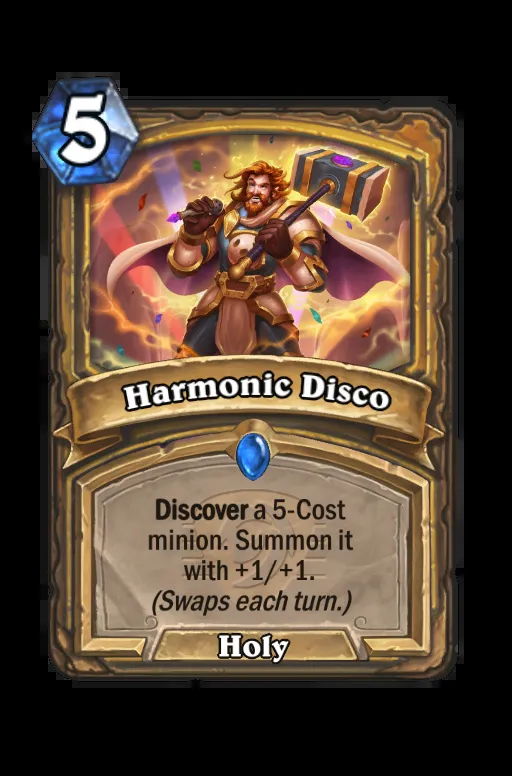 5
Harmonic Disco
Discover a 5-Cost
minion. Summon it
with +1/+1.
(Swaps each turn.)
Holy